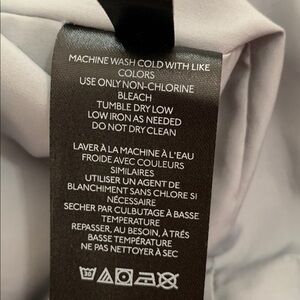 MACHINE WASH COLD WITH LIKE
COLORS
USE ONLY NON-CHLORINE
BLEACH
TUMBLE DRY LOW
LOW IRON AS NEEDED
DO NOT DRY CLEAN
LAVER À LA MACHINE À L'EAU
FROIDE AVEC COULEURS
SIMILAIRES
UTILISER UN AGENT DE
BLANCHIMENT SANS CHLORE SI
NÉCESSAIRE
SECHER PAR CULBUTAGE À BASSE
TEMPERATURE
REPASSER, AU BESOIN, À TRÉS
BASSE TEMPÉRATURE
NE PAS NETTOYER À SEC